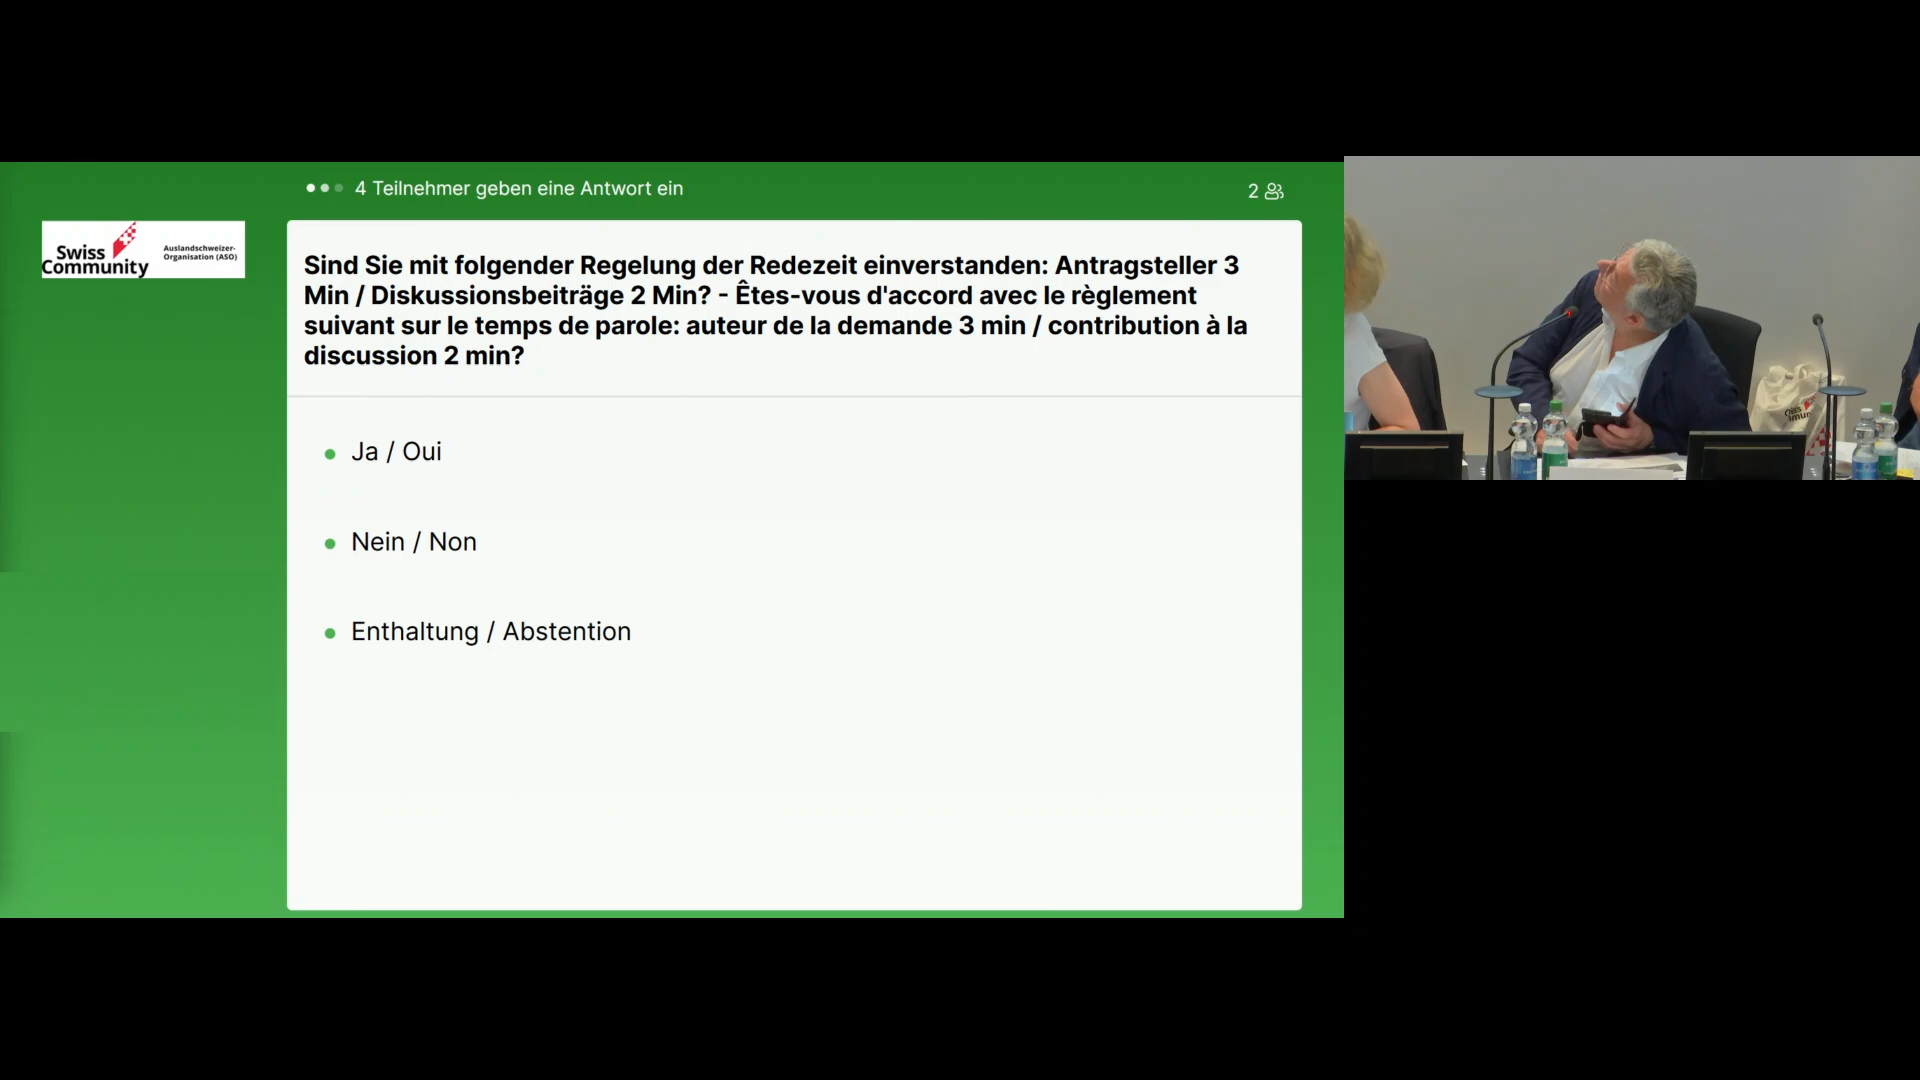 4 Teilnehmer geben eine Antwort ein
2
Swiss
Community
Auslandschweizer-
Organisation (ASO)
Sind Sie mit folgender Regelung der Redezeit einverstanden: Antragsteller 3
Min / Diskussionsbeiträge 2 Min? - Êtes-vous d'accord avec le règlement
suivant sur le temps de parole: auteur de la demande 3 min / contribution à la
discussion 2 min?
Ja / Oui
Nein / Non
Enthaltung / Abstention